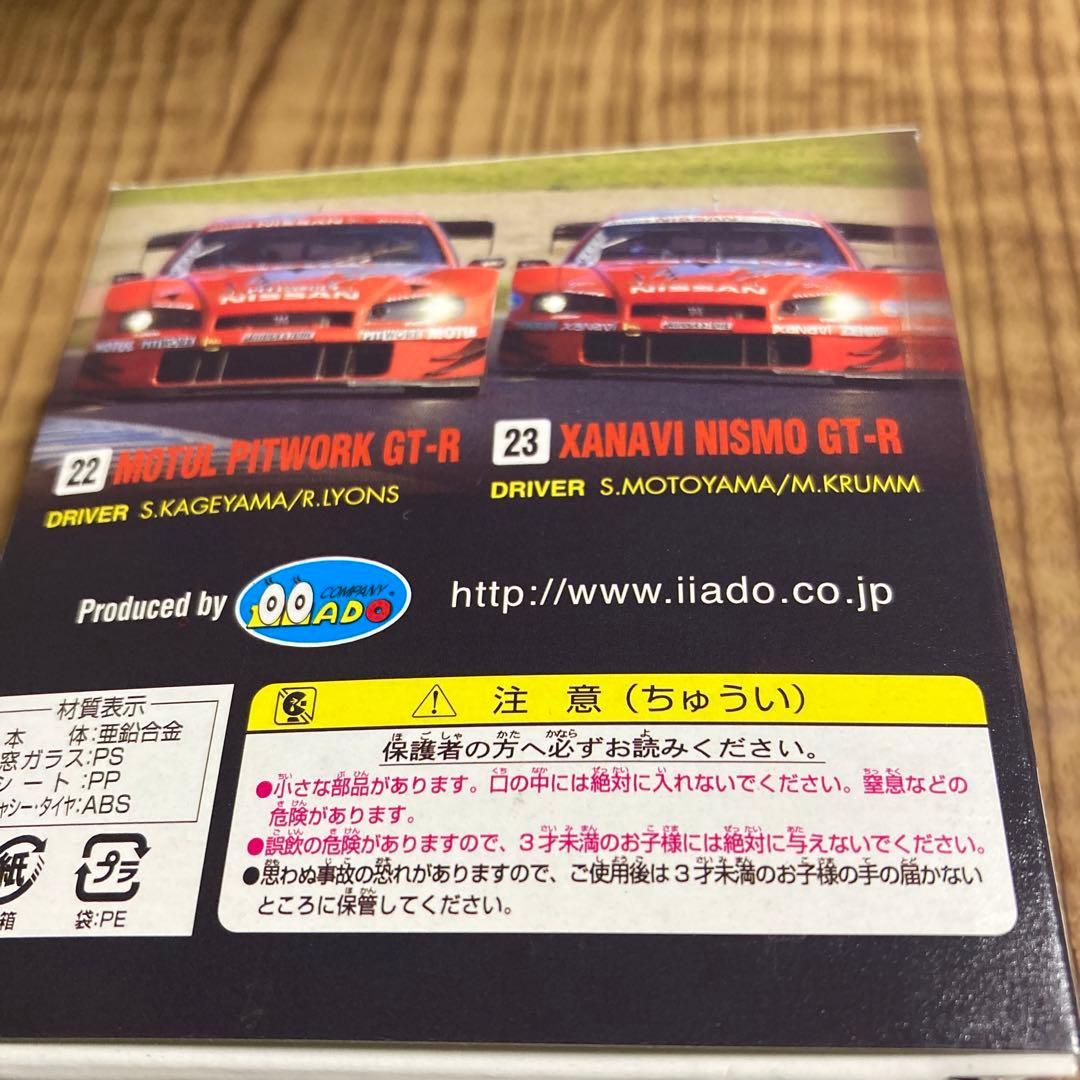 NISSAN
NISSAN
MOTUL PITWORK
BRIDGESTONE
PITWORK MOTUL
NISSAN
XANAVI
XANAVI
22 MOTUL PITWORK GT-R
DRIVER S.KAGEYAMA/R.LYONS
23 XANAVI NISMO GT-R
DRIVER S.MOTOYAMA/M.KRUMM
Produced by
COMPANY
ADO
http://www.iiado.co.jp
材質表示
本 体:亜鉛合金
窓ガラス:PS
シート:PP
ャシー・タイヤ:ABS
紙
箱
プラ
袋:PE
注 意(ちゅうい)
保護者の方へ必ずお読みください。
●小さな部品があります。口の中には絶対に入れないでください。窒息などの
危険があります。
●誤飲の危険がありますので、3才未満のお子様には絶対に与えないでください。
●思わぬ事故の恐れがありますので、ご使用後は3才未満のお子様の手の届かない
ところに保管してください。